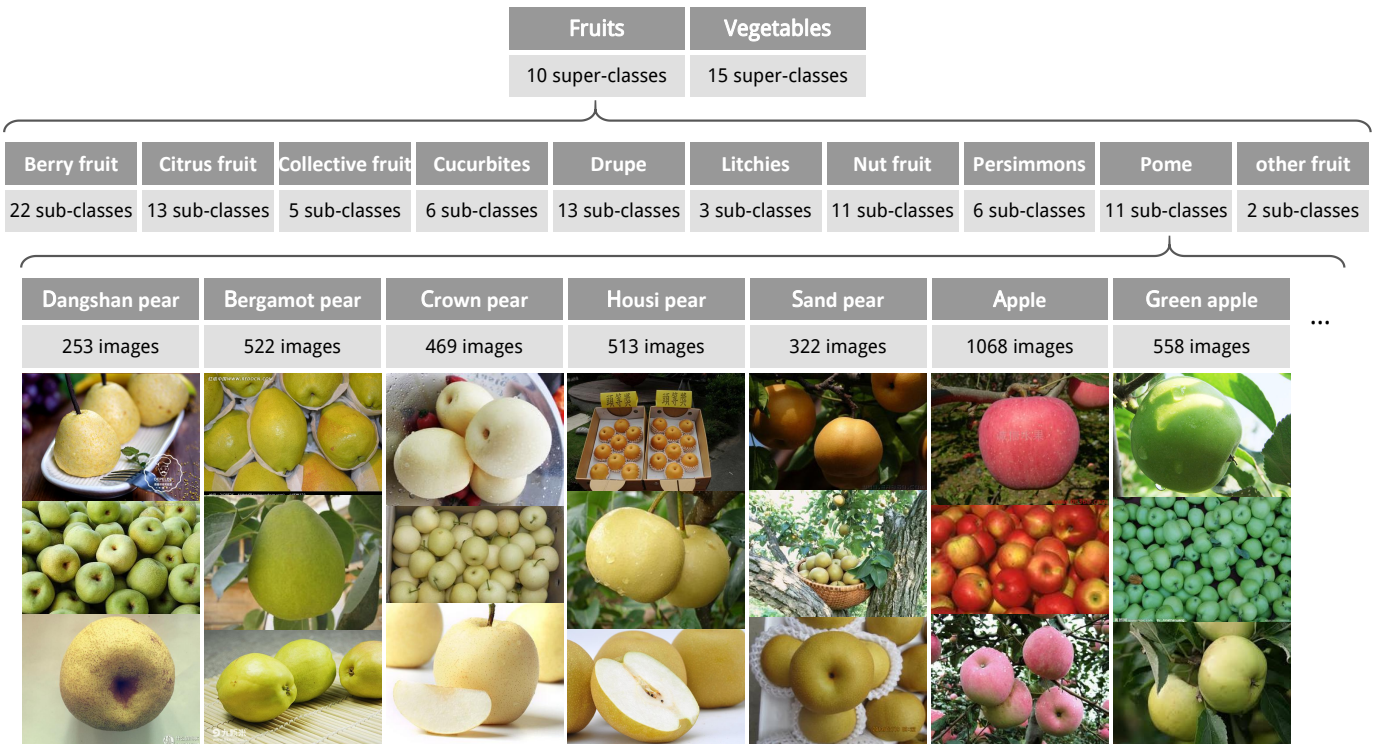 Fruits Vegetables
10 super-classes 15 super-classes
Berry fruit Citrus fruit Collective fruit Cucurbites Drupe Litchies Nut fruit Persimmons Pome other fruit
22 sub-classes 13 sub-classes 5 sub-classes 6 sub-classes 13 sub-classes 3 sub-classes 11 sub-classes 6 sub-classes 11 sub-classes 2 sub-classes
Dangshan pear Bergamot pear Crown pear Housi pear Sand pear Apple Green apple
...
253 images 522 images 469 images 513 images 322 images 1068 images 558 images